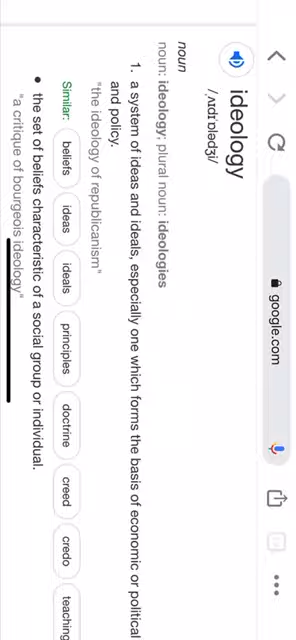 google.com
ideology
/ˌʌɪdɪˈɒlədʒi/
noun
noun: ideology; plural noun: ideologies
1. a system of ideas and ideals, especially one which forms the basis of economic or political
and policy.
"the ideology of republicanism"
Similar: beliefs ideas ideals principles doctrine creed credo teaching
• the set of beliefs characteristic of a social group or individual.
"a critique of bourgeois ideology"